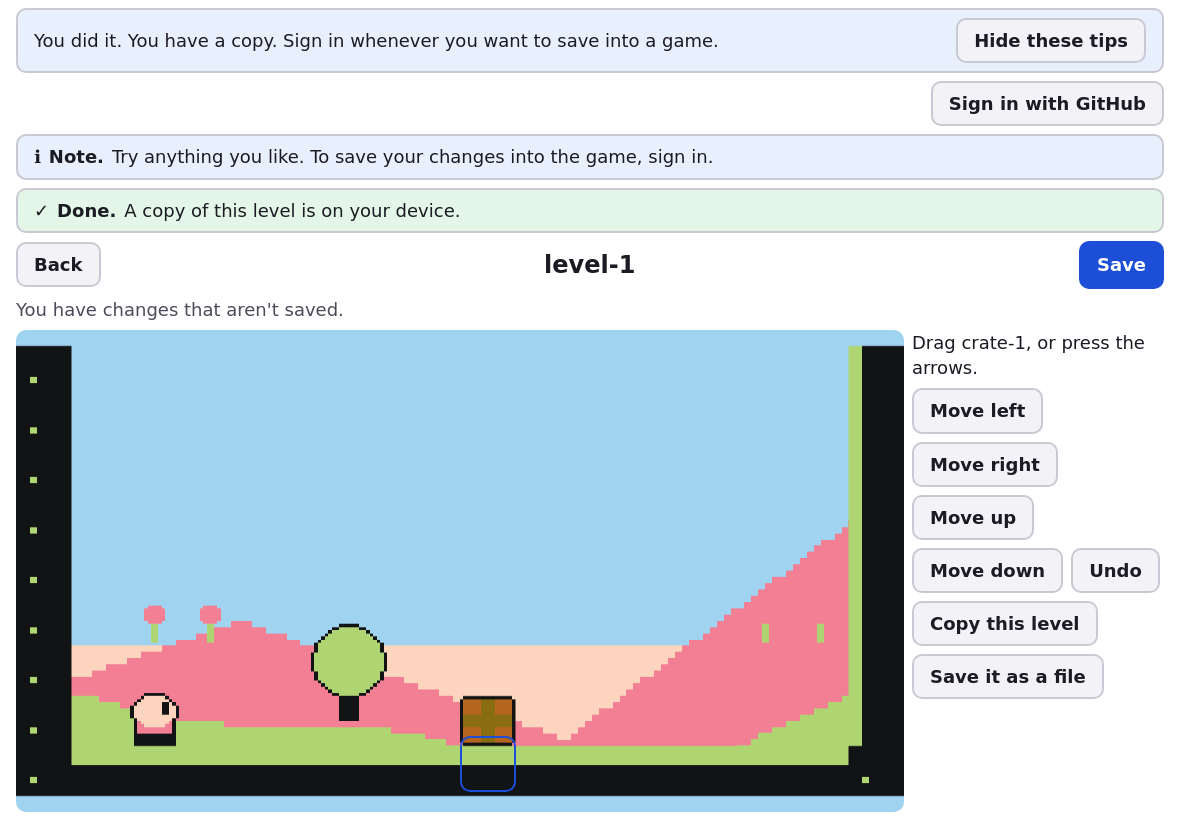 You did it. You have a copy. Sign in whenever you want to save into a game.
Hide these tips
Sign in with GitHub
ℹ Note. Try anything you like. To save your changes into the game, sign in.
✓ Done. A copy of this level is on your device.
Back
level-1
Save
You have changes that aren't saved.
Drag crate-1, or press the
arrows.
Move left
Move right
Move up
Move down
Undo
Copy this level
Save it as a file